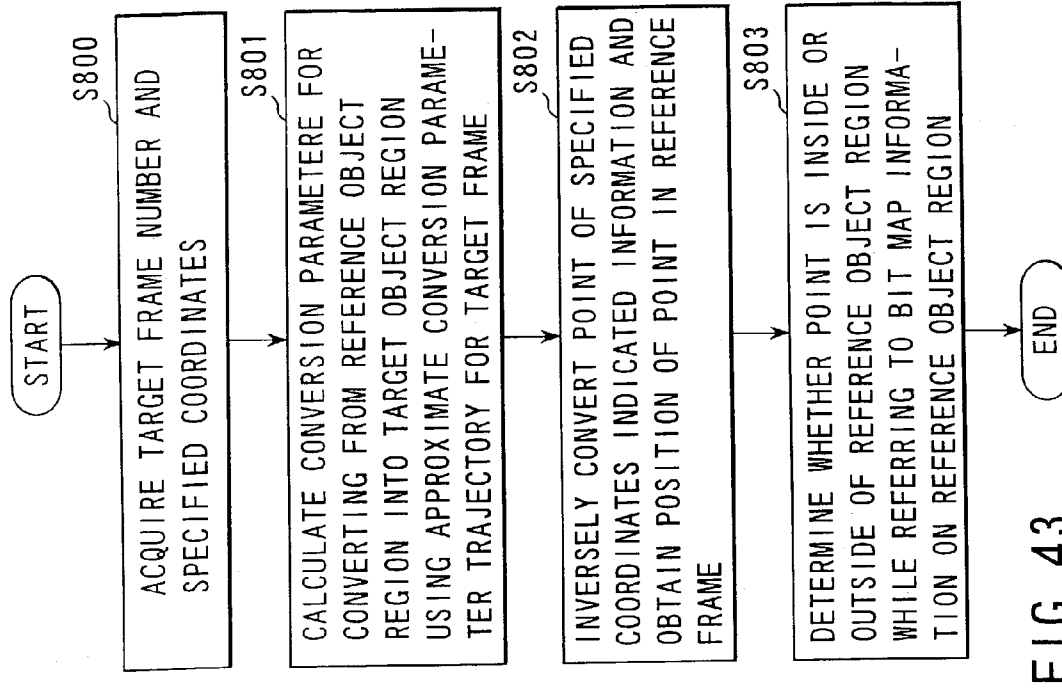 START
S800
ACQUIRE TARGET FRAME NUMBER AND
SPECIFIED COORDINATES
S801
CALCULATE CONVERSION PARAMETERE FOR
CONVERTING FROM REFERENCE OBJECT
REGION INTO TARGET OBJECT REGION
USING APPROXIMATE CONVERSION PARAME-
TER TRAJECTORY FOR TARGET FRAME
S802
INVERSELY CONVERT POINT OF SPECIFIED
COORDINATES INDICATED INFORMATION AND
OBTAIN POSITION OF POINT IN REFERENCE
FRAME
S803
DETERMINE WHETHER POINT IS INSIDE OR
OUTSIDE OF REFERENCE OBJECT REGION
WHILE REFERRING TO BIT MAP INFORMA-
TION ON REFERENCE OBJECT REGION
END
FIG. 43